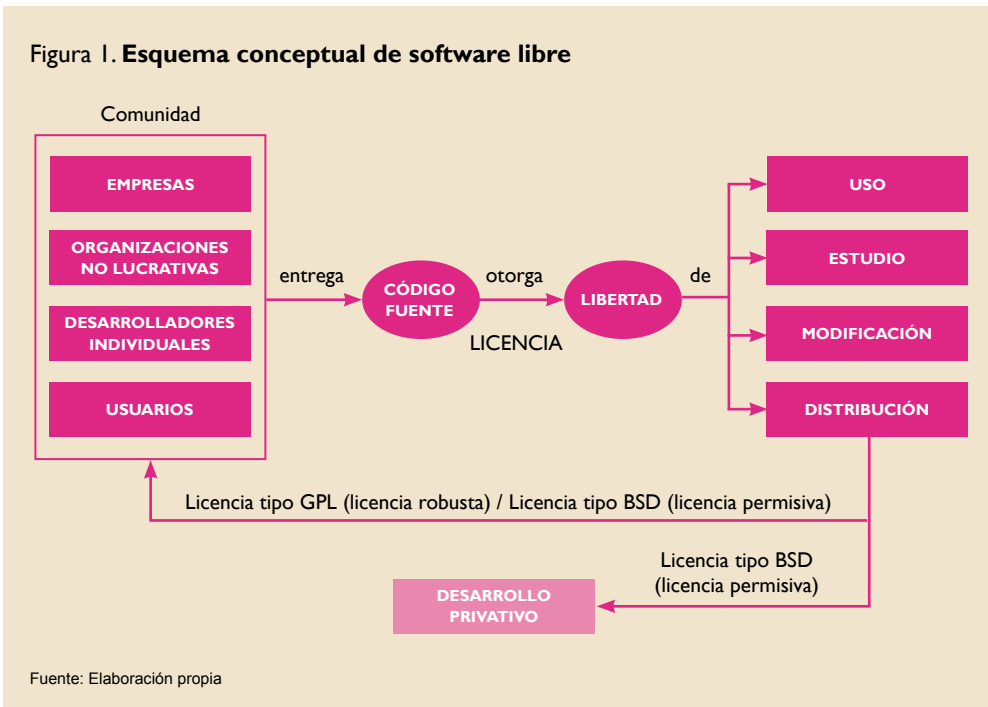 Figura 1. Esquema conceptual de software libre
Comunidad
EMPRESAS
ORGANIZACIONES
NO LUCRATIVAS
DESARROLLADORES
INDIVIDUALES
USUARIOS
entrega
CÓDIGO
FUENTE
otorga
LICENCIA
LIBERTAD
de
USO
ESTUDIO
MODIFICACIÓN
DISTRIBUCIÓN
Licencia tipo GPL (licencia robusta) / Licencia tipo BSD (licencia permisiva)
Licencia tipo BSD
(licencia permisiva)
DESARROLLO
PRIVATIVO
Fuente: Elaboración propia